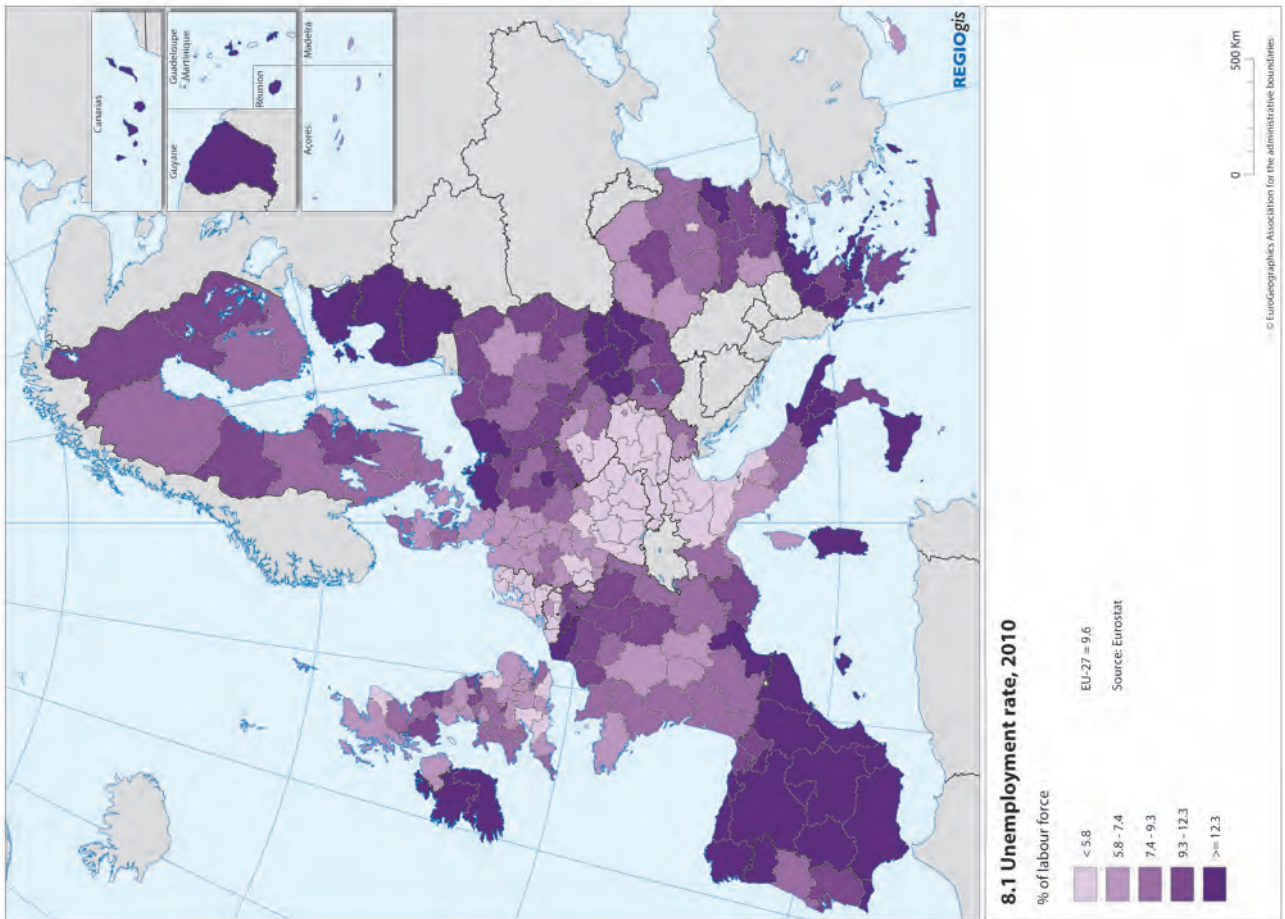 Canarias
Guyane
Guadeloupe
Martinique
Réunion
Açores
Madeira
REGIOgis
8.1 Unemployment rate, 2010
% of labour force
< 5.8
5.8 - 7.4
7.4 - 9.3
9.3 - 12.3
>= 12.3
EU-27 = 9.6
Source: Eurostat
0 500 Km
© EuroGeographics Association for the administrative boundaries